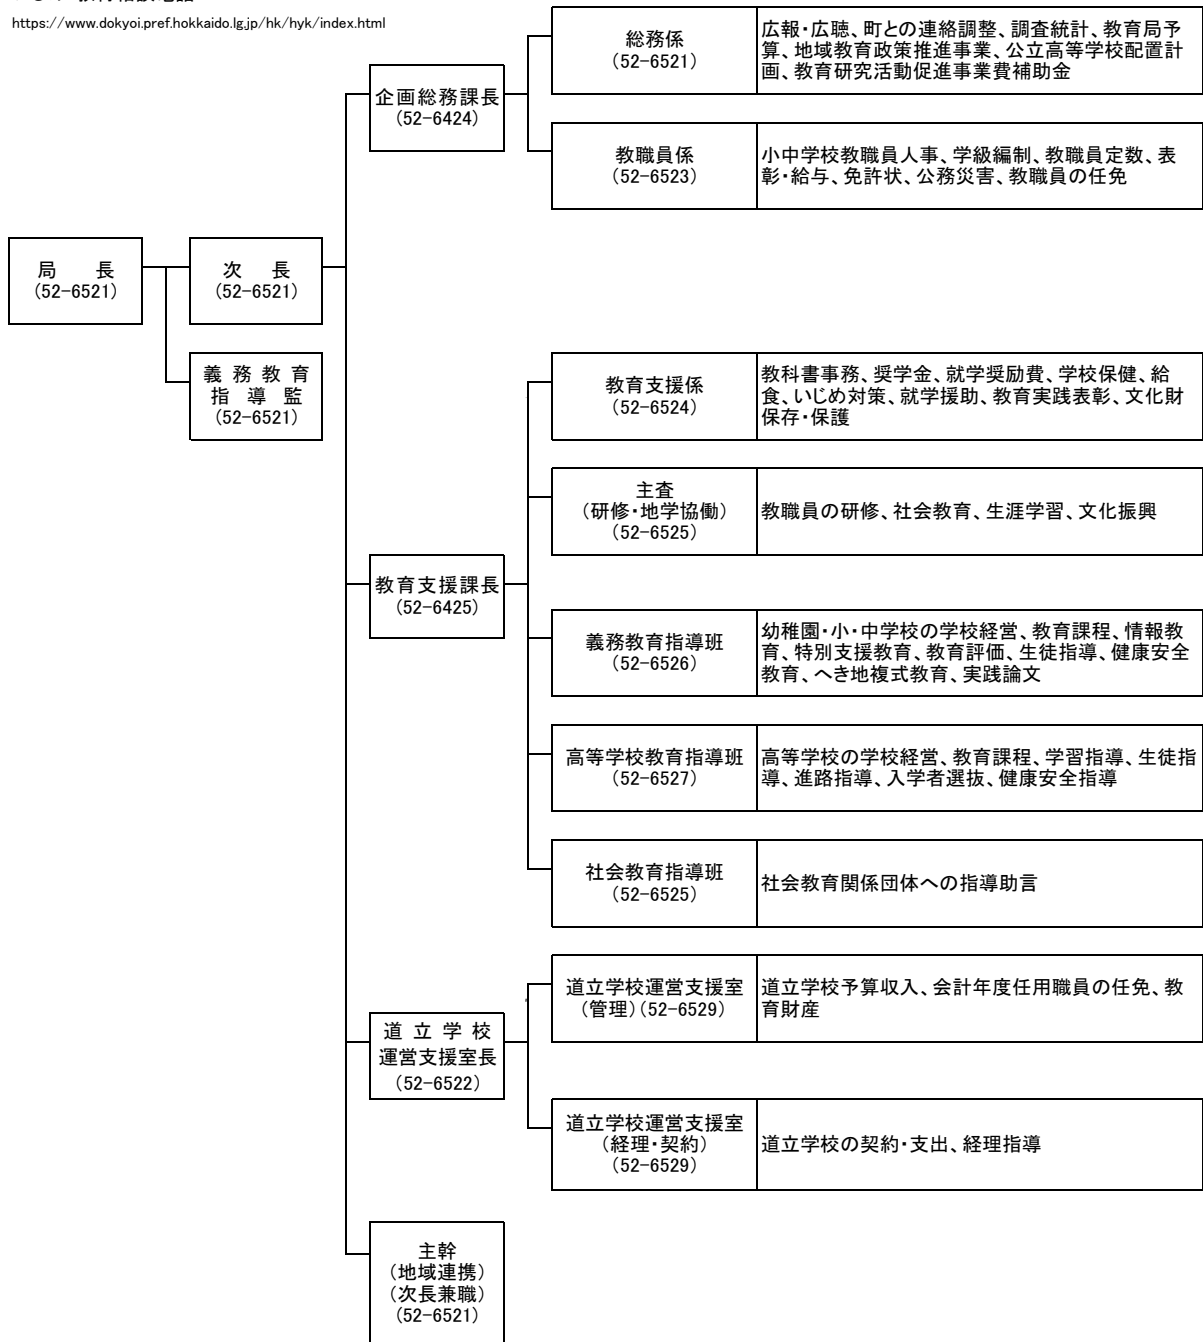 https://www.dokyoi.pref.hokkaido.lg.jp/hk/hyk/index.html
総務係
(52-6521)
広報・広聴、町との連絡調整、調査統計、教育局予
算、地域教育政策推進事業、公立高等学校配置計
画、教育研究活動促進事業費補助金
企画総務課長
(52-6424)
教職員係
(52-6523)
小中学校教職員人事、学級編制、教職員定数、表
彰・給与、免許状、公務災害、教職員の任免
局 長
(52-6521)
次 長
(52-6521)
義務教育
指導監
(52-6521)
教育支援係
(52-6524)
教科書事務、奨学金、就学奨励費、学校保健、給
食、いじめ対策、就学援助、教育実践表彰、文化財
保存・保護
主査
(研修・地学協働)
(52-6525)
教職員の研修、社会教育、生涯学習、文化振興
教育支援課長
(52-6425)
義務教育指導班
(52-6526)
幼稚園・小・中学校の学校経営、教育課程、情報教
育、特別支援教育、教育評価、生徒指導、健康安全
教育、へき地複式教育、実践論文
高等学校教育指導班
(52-6527)
高等学校の学校経営、教育課程、学習指導、生徒指
導、進路指導、入学者選抜、健康安全指導
社会教育指導班
(52-6525)
社会教育関係団体への指導助言
道立学校運営支援室
(管理)(52-6529)
道立学校予算収入、会計年度任用職員の任免、教
育財産
道立学校
運営支援室長
(52-6522)
道立学校運営支援室
(経理・契約)
(52-6529)
道立学校の契約・支出、経理指導
主幹
(地域連携)
(次長兼職)
(52-6521)